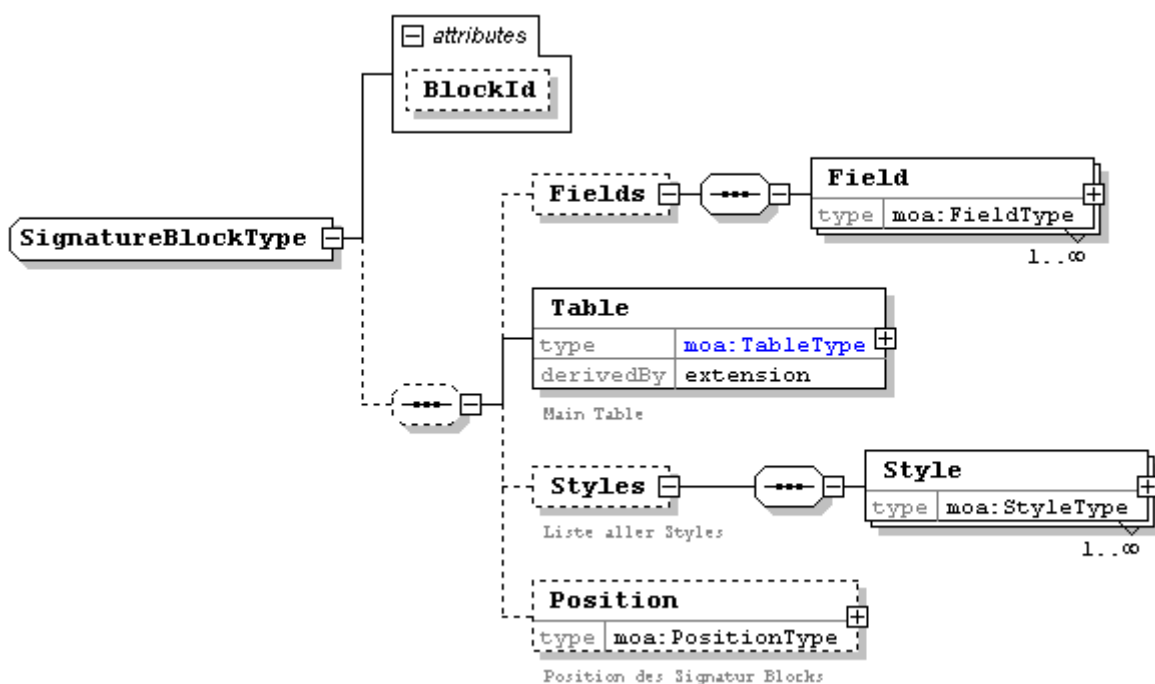 attributes
BlockId
SignatureBlockType
Fields
Field
type moa:FieldType
1..∞
Table
type moa:TableType
derivedBy extension
Main Table
Styles
Liste aller Styles
Style
type moa:StyleType
1..∞
Position
type moa:PositionType
Position des Signatur Blocks